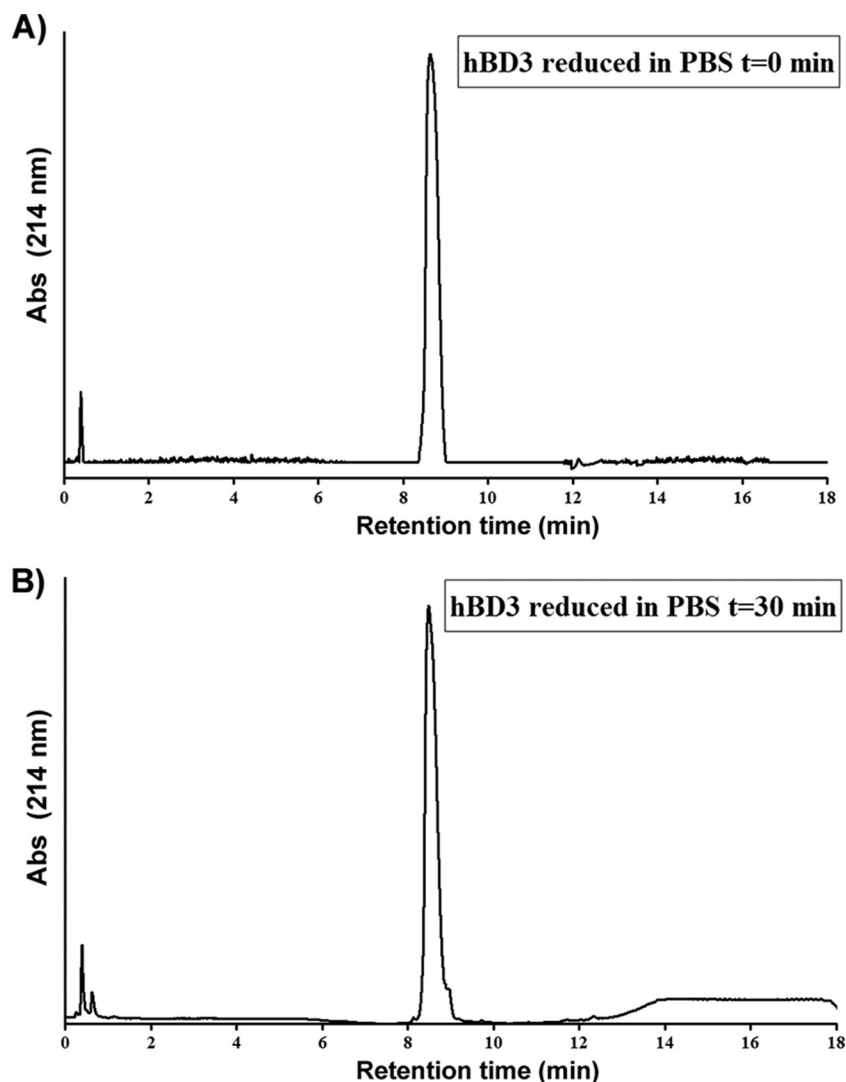 A)
hBD3 reduced in PBS t=0 min
Abs (214 nm)
0 2 4 6 8 10 12 14 16 18
Retention time (min)
B)
hBD3 reduced in PBS t=30 min
Abs (214 nm)
0 2 4 6 8 10 12 14 16 18
Retention time (min)